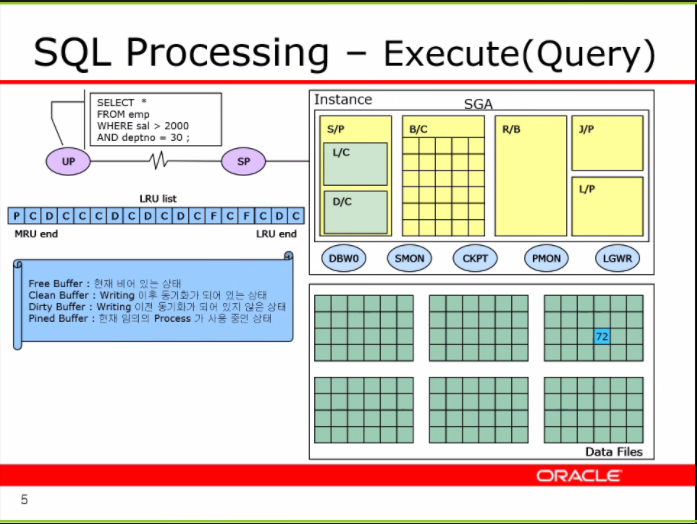 SQL Processing – Execute(Query)
SELECT *
FROM emp
WHERE sal > 2000
AND deptno = 30 ;
UP
SP
LRU list
P C D C C C D C D C D C F C F C D C
MRU end
LRU end
Free Buffer : 현재 비어 있는 상태
Clean Buffer : Writing 이후 동기화가 되어 있는 상태
Dirty Buffer : Writing 이전 동기화가 되어 있지 않은 상태
Pined Buffer : 현재 임의의 Process 가 사용 중인 상태
Instance
SGA
S/P
L/C
D/C
B/C
R/B
J/P
L/P
DBW0
SMON
CKPT
PMON
LGWR
72
Data Files
ORACLE
5